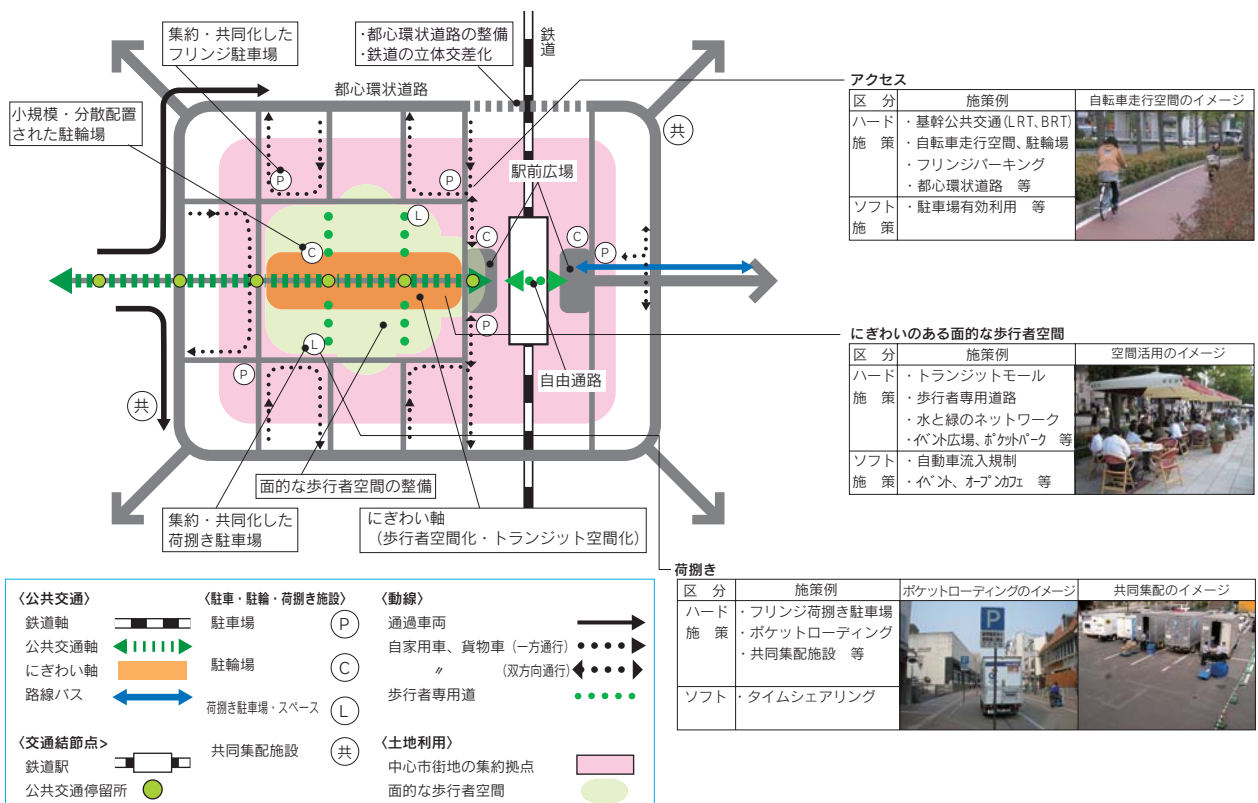 集約・共同化した
フリンジ駐車場
・都心環状道路の整備
・鉄道の立体交差化
鉄道
都心環状道路
小規模・分散配置
された駐輪場
共
P
P
駅前広場
L
C
C
C
P
P
L
自由通路
P
共
面的な歩行者空間の整備
集約・共同化した
荷捌き駐車場
にぎわい軸
（歩行者空間化・トランジット空間化）
アクセス
区 分 施策例 自転車走行空間のイメージ
ハード ・基幹公共交通(LRT、BRT)
施 策 ・自転車走行空間、駐輪場
・フリンジパーキング
・都心環状道路 等
ソフト ・駐車場有効利用 等
施 策
にぎわいのある面的な歩行者空間
区 分 施策例 空間活用のイメージ
ハード ・トランジットモール
施 策 ・歩行者専用道路
・水と緑のネットワーク
・イベント広場、ポケットパーク 等
ソフト ・自動車流入規制
施 策 ・イベント、オープンカフェ 等
荷捌き
区 分 施策例 ポケットローディングのイメージ 共同集配のイメージ
ハード ・フリンジ荷捌き駐車場
施 策 ・ポケットローディング
・共同集配施設 等
ソフト ・タイムシェアリング
P
〈公共交通〉
鉄道軸
公共交通軸
にぎわい軸
路線バス
〈交通結節点>
鉄道駅
公共交通停留所
〈駐車・駐輪・荷捌き施設〉
駐車場 P
駐輪場 C
荷捌き駐車場・スペース L
共同集配施設 共
〈動線〉
通過車両
自家用車、貨物車（一方通行）
〃 （双方向通行）
歩行者専用道
〈土地利用〉
中心市街地の集約拠点
面的な歩行者空間